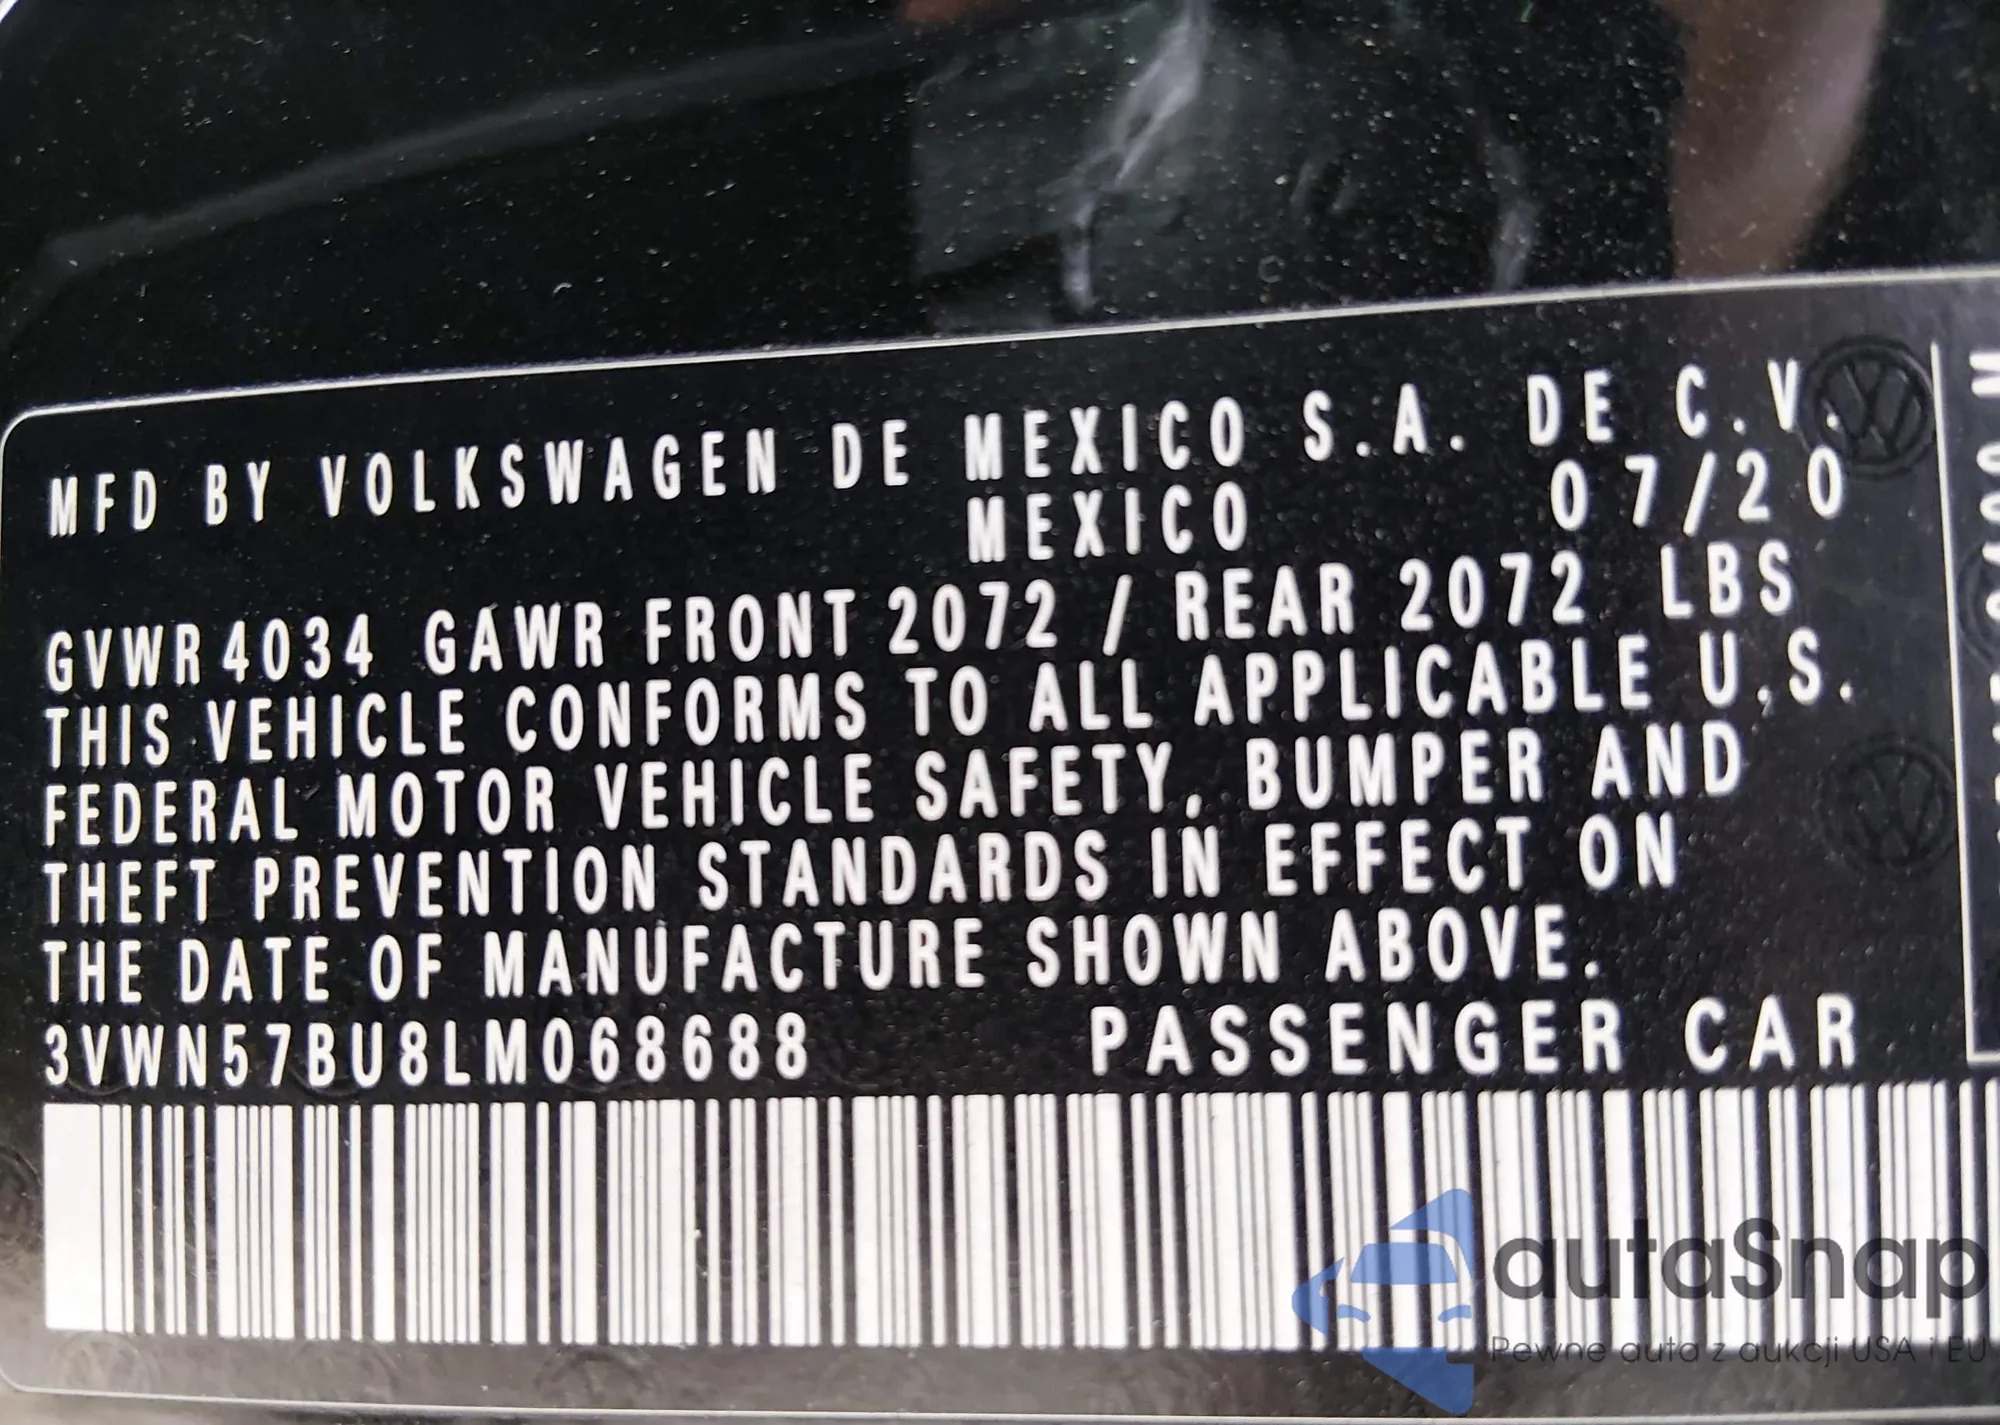 MFD BY VOLKSWAGEN DE MEXICO S.A. DE C.V.
MEXICO 07/20
GVWR 4034 GAWR FRONT 2072 / REAR 2072 LBS
THIS VEHICLE CONFORMS TO ALL APPLICABLE U.S.
FEDERAL MOTOR VEHICLE SAFETY, BUMPER AND
THEFT PREVENTION STANDARDS IN EFFECT ON
THE DATE OF MANUFACTURE SHOWN ABOVE.
3VWN57BU8LM068688 PASSENGER CAR
autaSnap
Pewne auta z aukcji USA i EU